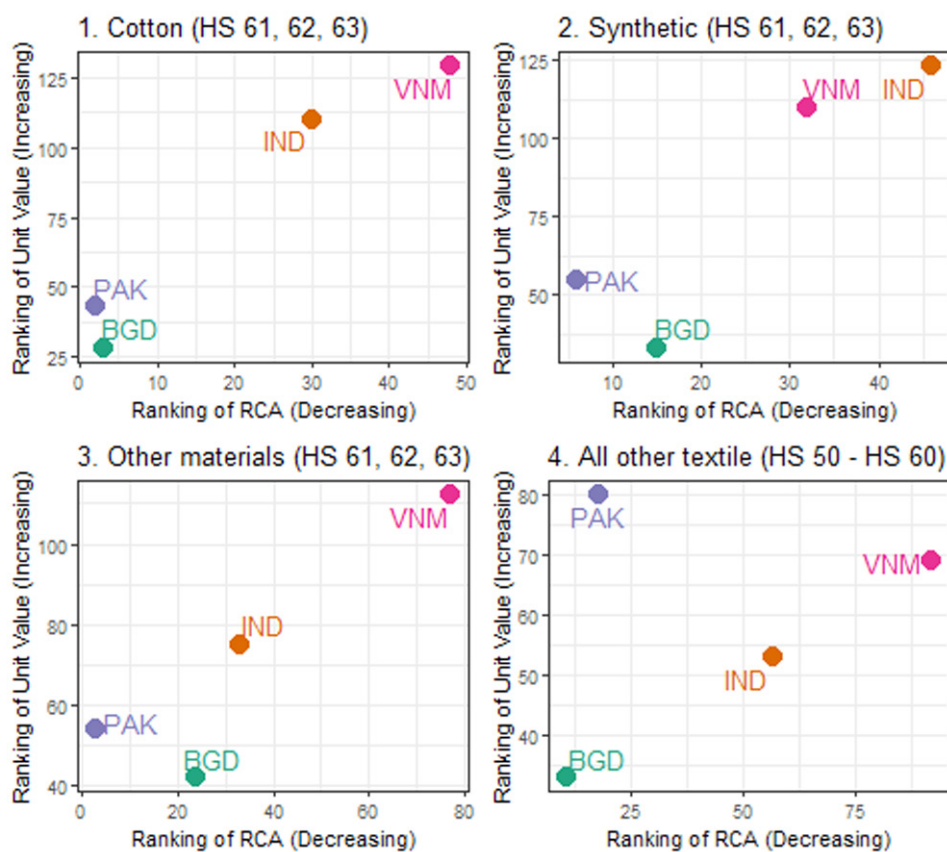 1. Cotton (HS 61, 62, 63)
Ranking of Unit Value (Increasing)
125
100
75
50
25
VNM
IND
PAK
BGD
0 10 20 30 40 50
Ranking of RCA (Decreasing)
2. Synthetic (HS 61, 62, 63)
Ranking of Unit Value (Increasing)
125
100
75
50
VNM IND
PAK
BGD
10 20 30 40
Ranking of RCA (Decreasing)
3. Other materials (HS 61, 62, 63)
Ranking of Unit Value (Increasing)
100
80
60
40
VNM
IND
PAK
BGD
0 20 40 60 80
Ranking of RCA (Decreasing)
4. All other textile (HS 50 - HS 60)
Ranking of Unit Value (Increasing)
80
70
60
50
40
PAK
VNM
IND
BGD
25 50 75
Ranking of RCA (Decreasing)